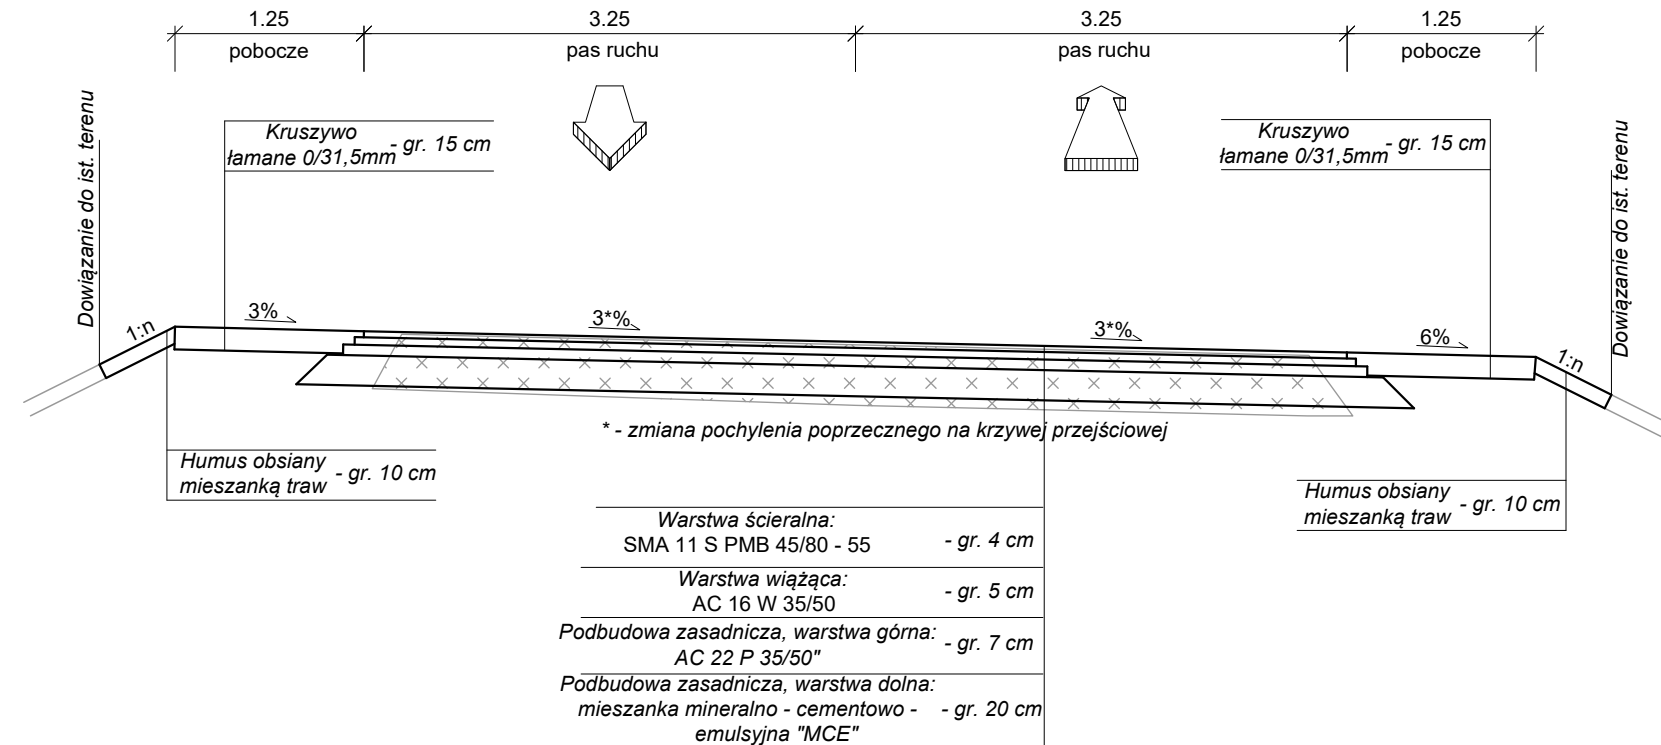 1.25
3.25
3.25
1.25
pobocze
pas ruchu
pas ruchu
pobocze
Dowiązanie do ist. terenu
Kruszywo
łamane 0/31,5mm - gr. 15 cm
Kruszywo
łamane 0/31,5mm - gr. 15 cm
Dowiązanie do ist. terenu
1:n
3%
3*%
3*%
6%
1:n
* - zmiana pochylenia poprzecznego na krzywej przejściowej
Humus obsiany
mieszanką traw - gr. 10 cm
Humus obsiany
mieszanką traw - gr. 10 cm
Warstwa ścieralna:
SMA 11 S PMB 45/80 - 55 - gr. 4 cm
Warstwa wiążąca:
AC 16 W 35/50 - gr. 5 cm
Podbudowa zasadnicza, warstwa górna:
AC 22 P 35/50" - gr. 7 cm
Podbudowa zasadnicza, warstwa dolna:
mieszanka mineralno - cementowo - - gr. 20 cm
emulsyjna "MCE"